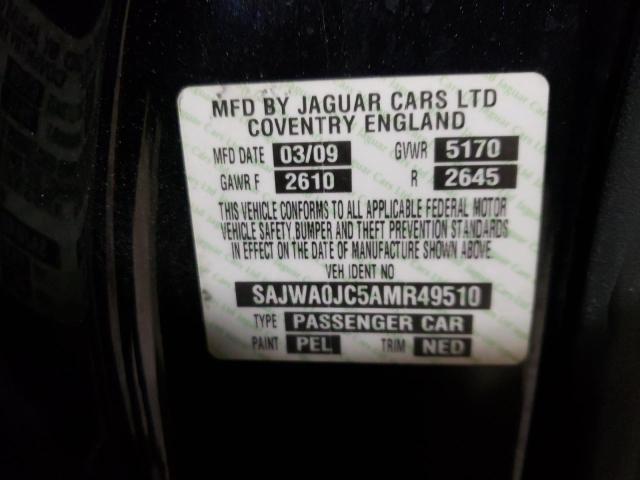 MFD BY JAGUAR CARS LTD
COVENTRY ENGLAND
MFD DATE 03/09 GVWR 5170
GAWR F 2610 R 2645
THIS VEHICLE CONFORMS TO ALL APPLICABLE FEDERAL MOTOR
VEHICLE SAFETY BUMPER AND THEFT PREVENTION STANDARDS
IN EFFECT ON THE DATE OF MANUFACTURE SHOWN ABOVE
VEH IDENT NO
SAJWA0JC5AMR49510
TYPE PASSENGER CAR
PAINT PEL TRIM NED